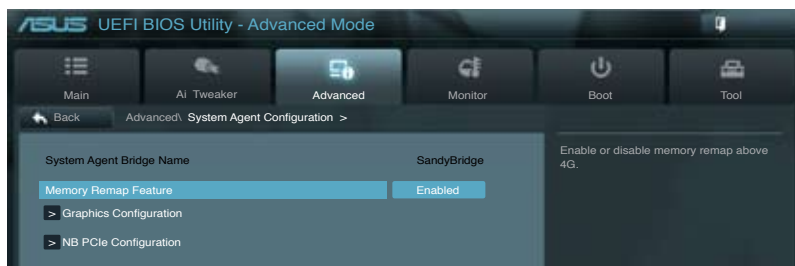 ASUS UEFI BIOS Utility - Advanced Mode
Main Ai Tweaker Advanced Monitor Boot Tool
Back Advanced\ System Agent Configuration >
System Agent Bridge Name SandyBridge
Memory Remap Feature Enabled
> Graphics Configuration
> NB PCIe Configuration
Enable or disable memory remap above
4G.